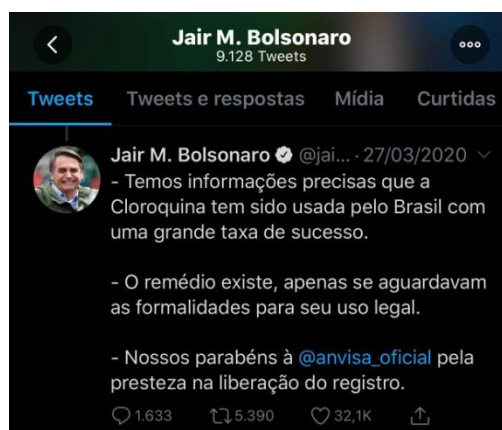 Jair M. Bolsonaro
9.128 Tweets
Tweets Tweets e respostas Mídia Curtidas
Jair M. Bolsonaro @jai... · 27/03/2020
- Temos informações precisas que a
Cloroquina tem sido usada pelo Brasil com
uma grande taxa de sucesso.
- O remédio existe, apenas se aguardavam
as formalidades para seu uso legal.
- Nossos parabéns à @anvisa_oficial pela
presteza na liberação do registro.
1.633 5.390 32,1K